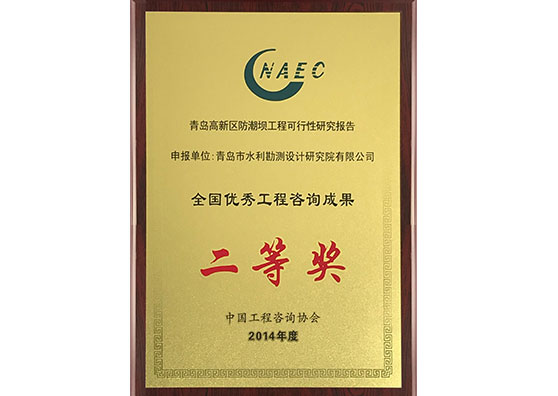 CNAEC
青岛高新区防潮坝工程可行性研究报告
申报单位:青岛市水利勘测设计研究院有限公司
全国优秀工程咨询成果
二等奖
中国工程咨询协会
2014年度